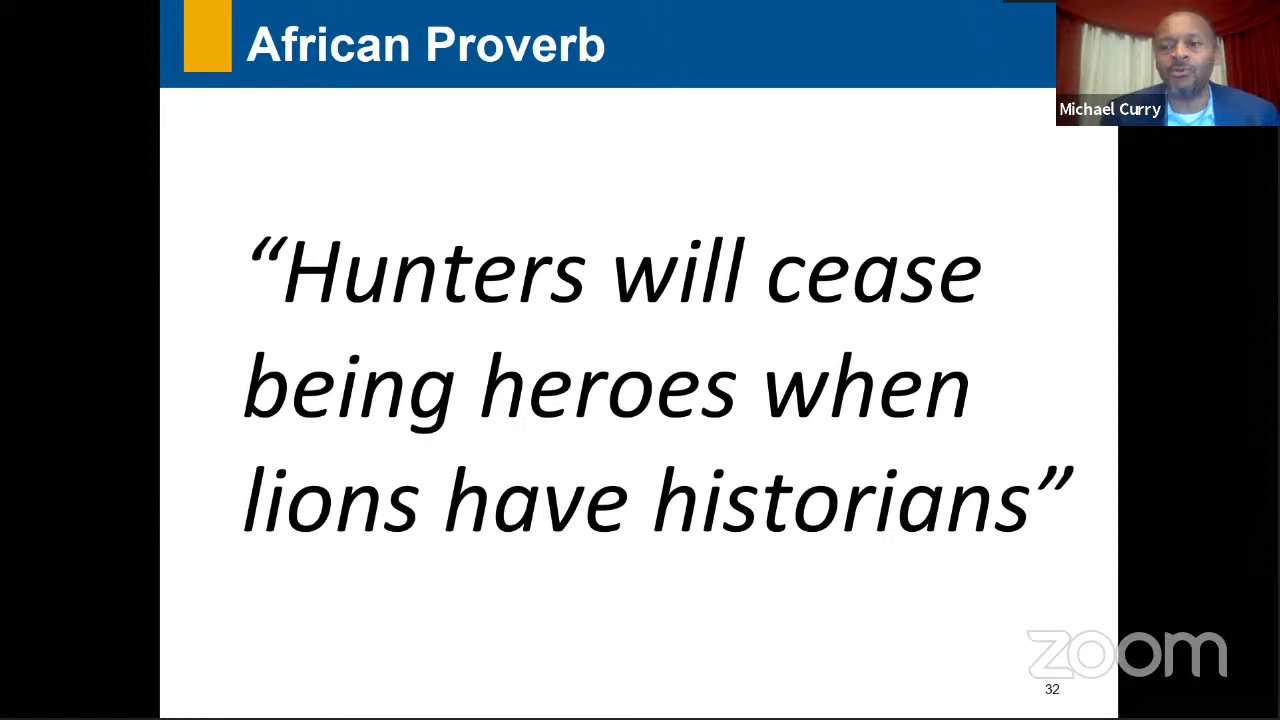 African Proverb
Michael Curry
“Hunters will cease
being heroes when
lions have historians”
zoom
32